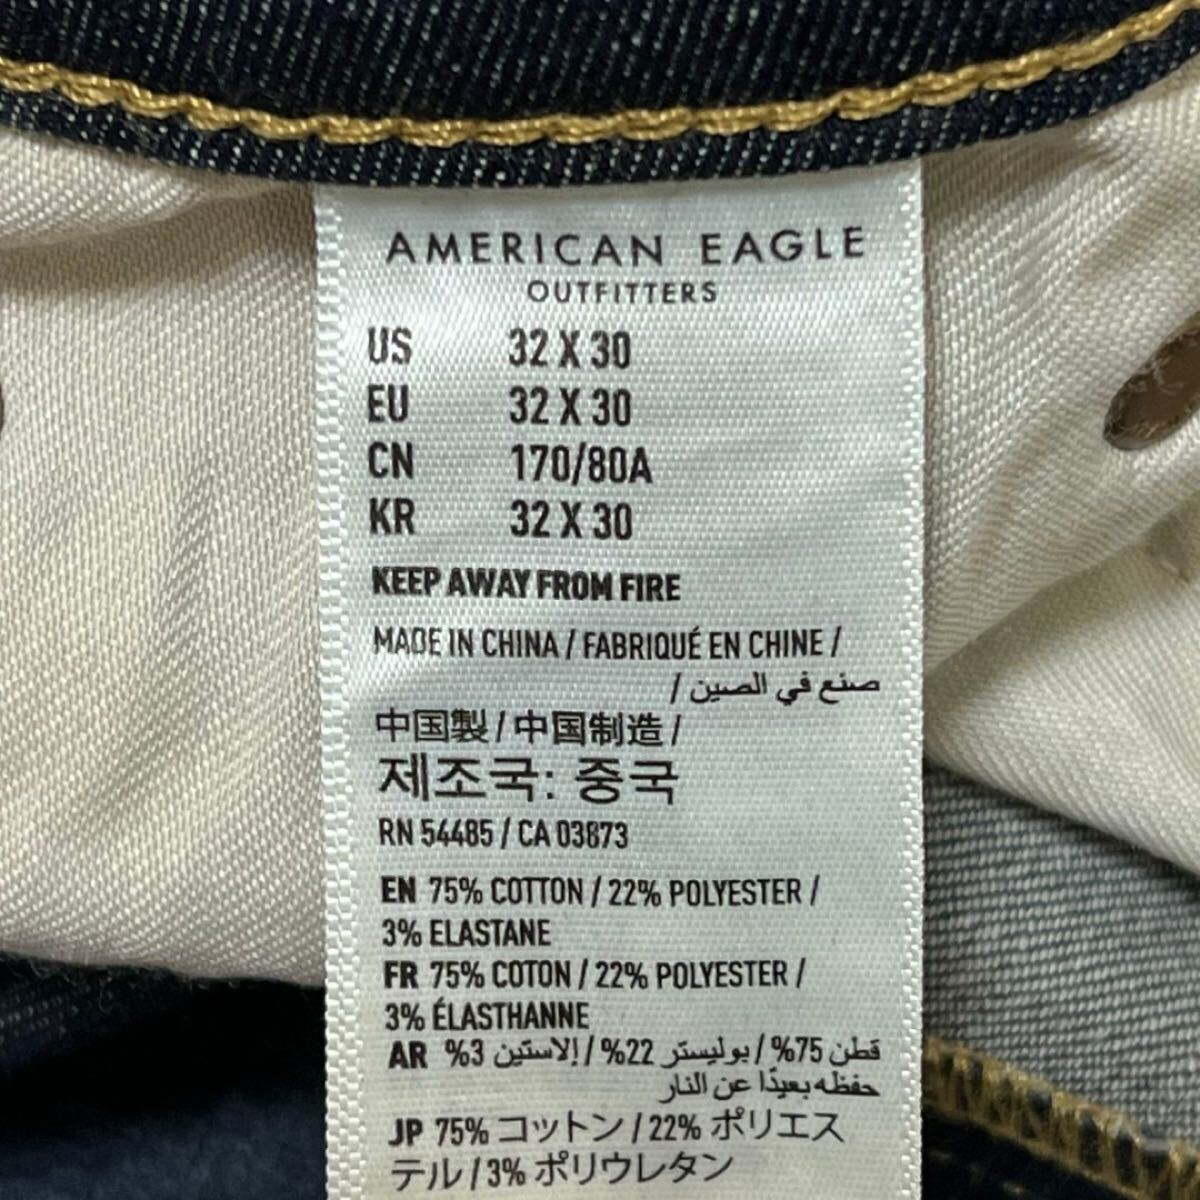 AMERICAN EAGLE
OUTFITTERS
US 32 X 30
EU 32 X 30
CN 170/80A
KR 32 X 30
KEEP AWAY FROM FIRE
MADE IN CHINA / FABRIQUÉ EN CHINE /
صنع في الصين /
中国製 / 中国制造 /
제조국: 중국
RN 54485 / CA 03873
EN 75% COTTON / 22% POLYESTER /
3% ELASTANE
FR 75% COTON / 22% POLYESTER /
3% ÉLASTHANNE
AR قطن 75% / بوليستر 22% / إلاستين 3%
حفظه بعيدًا عن النار
JP 75% コットン / 22% ポリエス
テル / 3% ポリウレタン